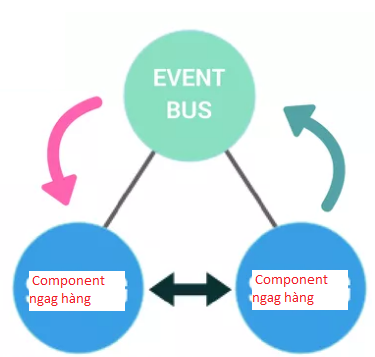 EVENT
BUS
Component
ngag hàng
Component
ngag hàng